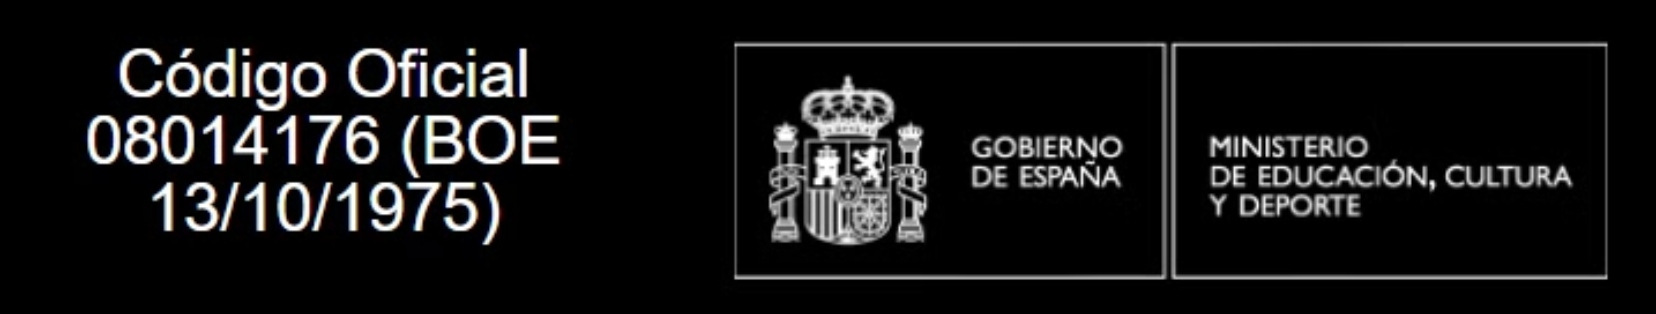 Código Oficial
08014176 (BOE
13/10/1975)
GOBIERNO
DE ESPAÑA
MINISTERIO
DE EDUCACIÓN, CULTURA
Y DEPORTE